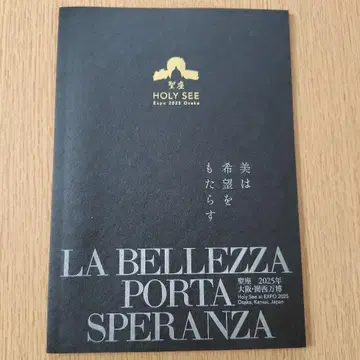 聖座
HOLY SEE
Expo 2025 Osaka
美は
希望を
もたらす
LA BELLEZZA
PORTA
SPERANZA
聖座 2025年
大阪・関西万博
Holy See at EXPO 2025
Osaka, Kansai, Japan